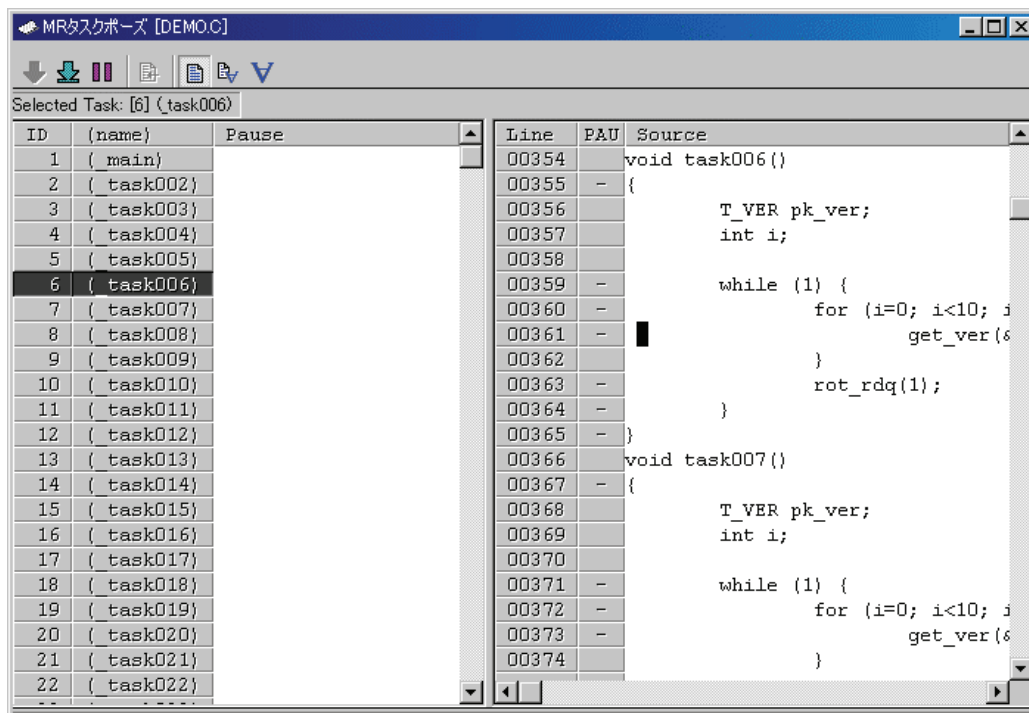 MRタスクポーズ [DEMO.C]
Selected Task: [6] (_task006)
ID (name) Pause
1 (_main)
2 (_task002)
3 (_task003)
4 (_task004)
5 (_task005)
6 (_task006)
7 (_task007)
8 (_task008)
9 (_task009)
10 (_task010)
11 (_task011)
12 (_task012)
13 (_task013)
14 (_task014)
15 (_task015)
16 (_task016)
17 (_task017)
18 (_task018)
19 (_task019)
20 (_task020)
21 (_task021)
22 (_task022)
Line PAU Source
00354 void task006()
00355 - {
00356 T_VER pk_ver;
00357 int i;
00358
00359 - while (1) {
00360 - for (i=0; i<10; i
00361 - get_ver(&
00362 }
00363 - rot_rdq(1);
00364 - }
00365 - }
00366 void task007()
00367 - {
00368 T_VER pk_ver;
00369 int i;
00370
00371 - while (1) {
00372 - for (i=0; i<10; i
00373 - get_ver(&
00374 }